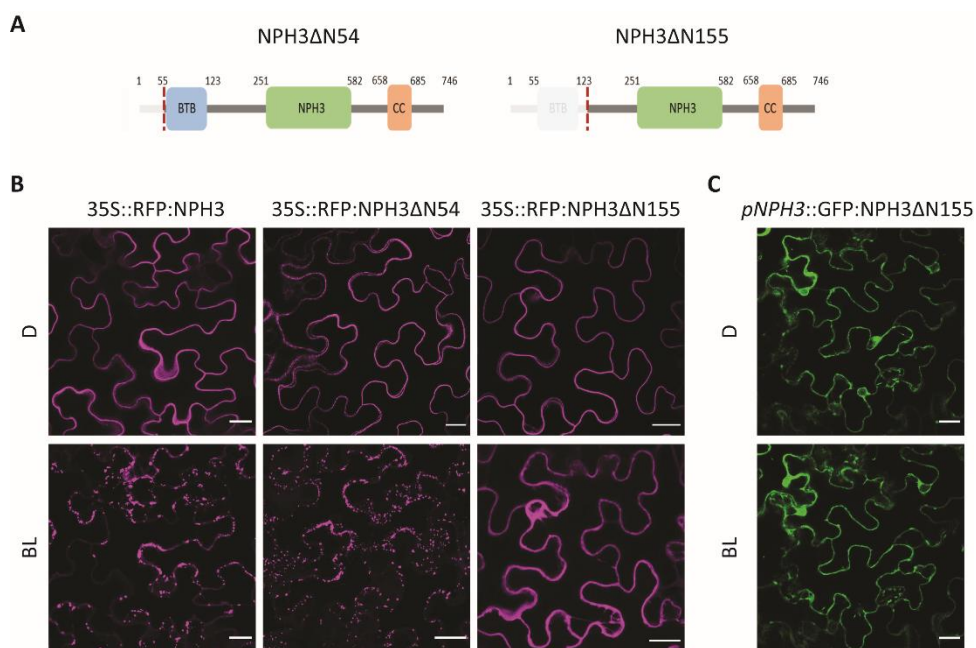 A
NPH3ΔN54
NPH3ΔN155
1 55 123 251 582 658 685 746
BTB NPH3 CC
1 55 123 251 582 658 685 746
BTB NPH3 CC
B
C
35S::RFP:NPH3 35S::RFP:NPH3ΔN54 35S::RFP:NPH3ΔN155
pNPH3::GFP:NPH3ΔN155
D
D
BL
BL